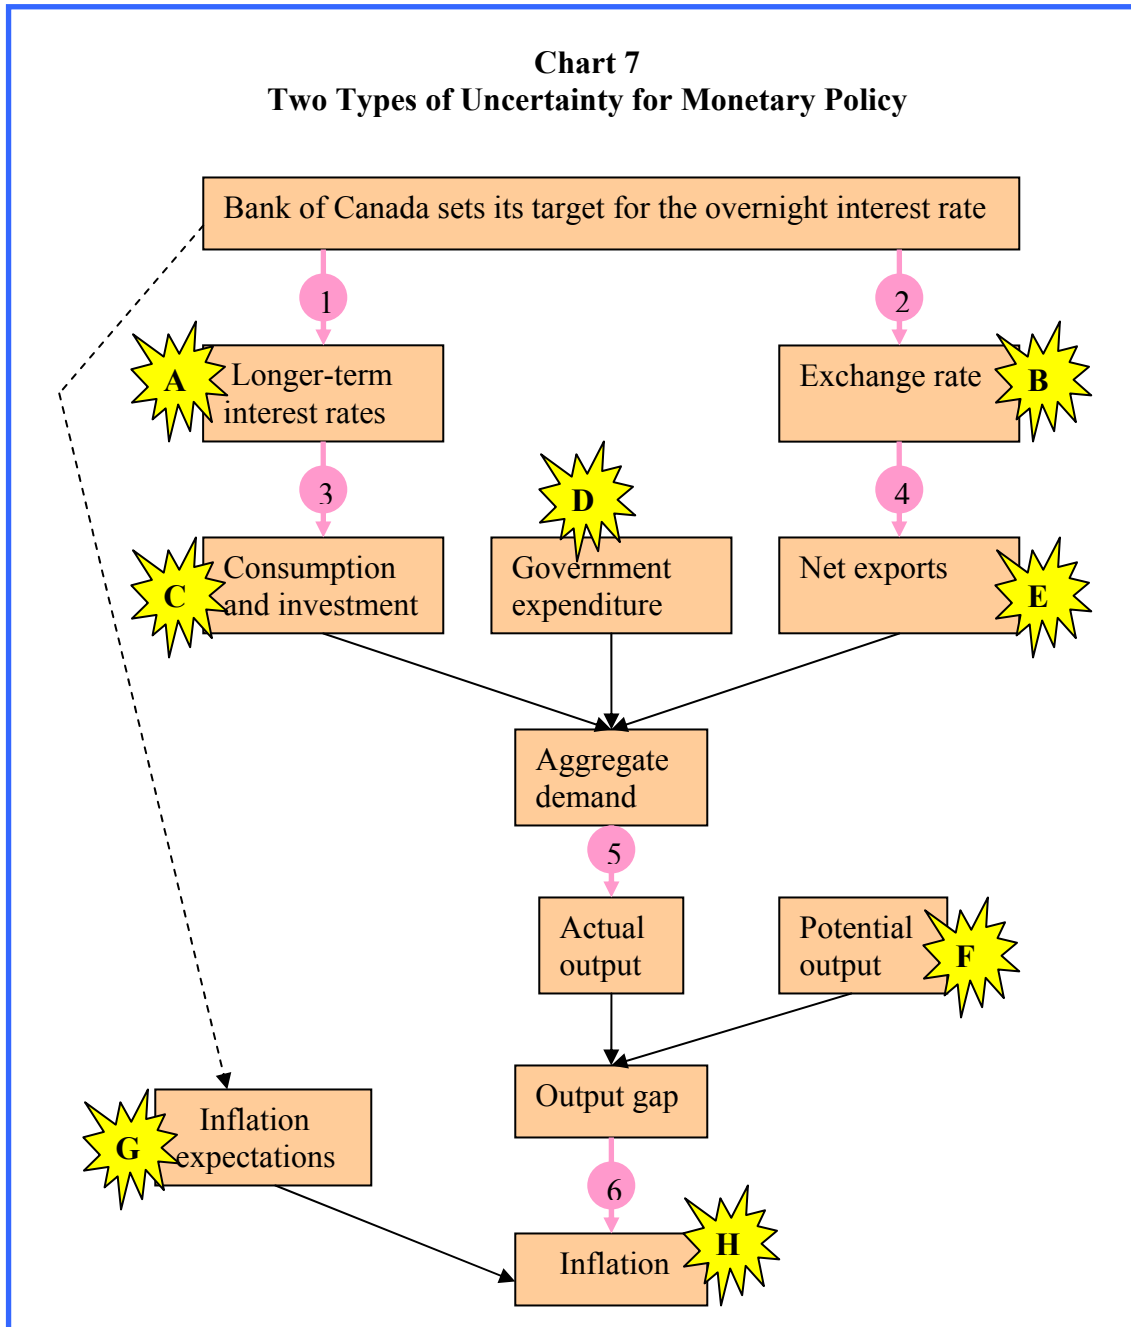 Chart 7
Two Types of Uncertainty for Monetary Policy
Bank of Canada sets its target for the overnight interest rate
1
2
A
Longer-term
interest rates
Exchange rate
B
3
D
4
C
Consumption
and investment
Government
expenditure
Net exports
E
Aggregate
demand
5
Actual
output
Potential
output
F
Output gap
G
Inflation
expectations
6
H
Inflation